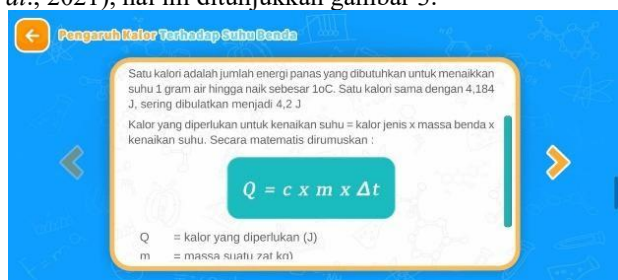 al., 2021), hal ini ditunjukkan gambar 3.
Pengaruh Kalor Terhadap Suhu Benda
Satu kalori adalah jumlah energi panas yang dibutuhkan untuk menaikkan
suhu 1 gram air hingga naik sebesar 1oC. Satu kalori sama dengan 4,184
J, sering dibulatkan menjadi 4,2 J
Kalor yang diperlukan untuk kenaikan suhu = kalor jenis x massa benda x
kenaikan suhu. Secara matematis dirumuskan :
Q = c x m x Δt
Q = kalor yang diperlukan (J)
m = massa suatu zat kg)